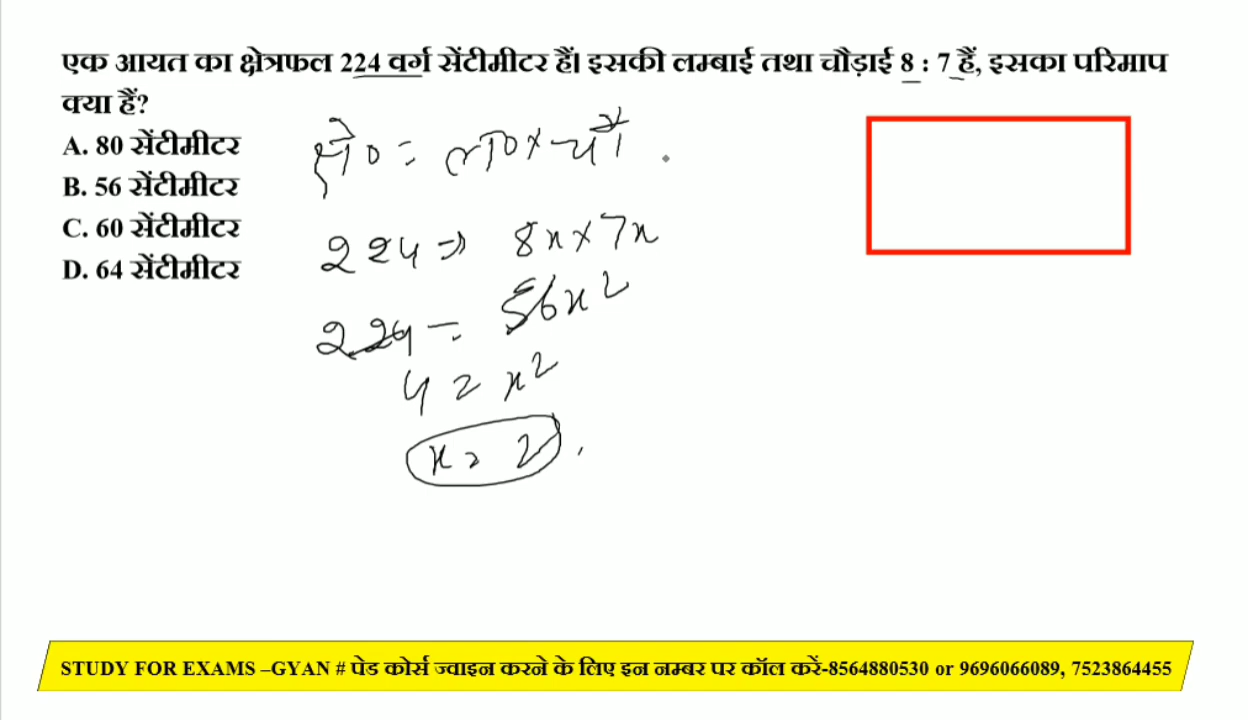 एक आयत का क्षेत्रफल 224 वर्ग सेंटीमीटर हैं। इसकी लम्बाई तथा चौड़ाई 8 : 7 हैं, इसका परिमाप
क्या हैं?
A. 80 सेंटीमीटर
B. 56 सेंटीमीटर
C. 60 सेंटीमीटर
D. 64 सेंटीमीटर
क्षे० = ल०× चौ
224 ⇒ 8x × 7x
224 = 56x²
4 = x²
x = 2
STUDY FOR EXAMS –GYAN # पेड कोर्स ज्वाइन करने के लिए इन नम्बर पर कॉल करें-8564880530 or 9696066089, 7523864455